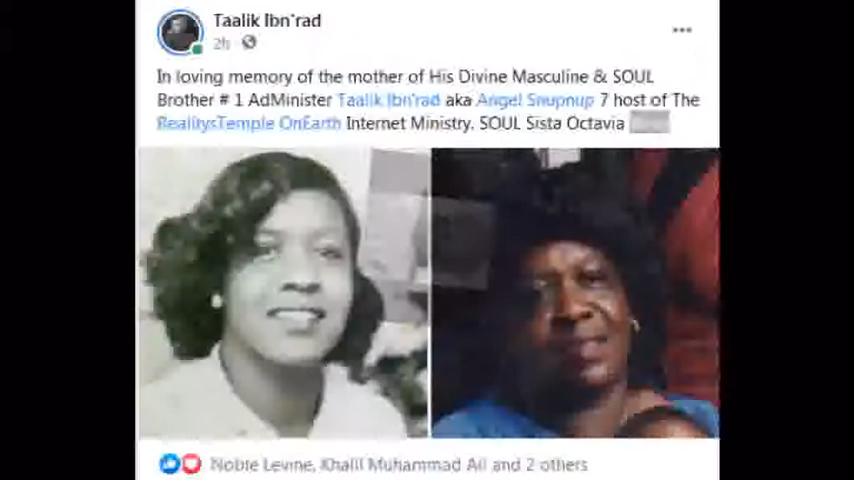 Taalik Ibn'rad
2h
In loving memory of the mother of His Divine Masculine & SOUL
Brother # 1 AdMinister Taalik Ibn'rad aka Angel Snupnup 7 host of The
RealitysTemple OnEarth Internet Ministry. SOUL Sista Octavia
Noble Levine, Khalil Muhammad Ali and 2 others